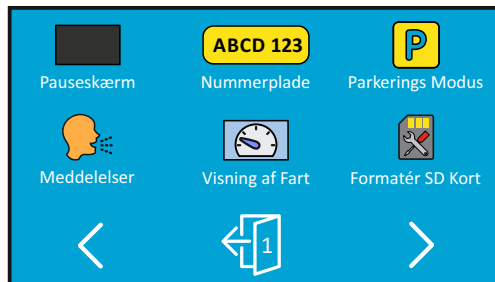 ABCD 123
P
Pauseskærm
Nummerplade
Parkerings Modus
Meddelelser
Visning af Fart
Formatér SD Kort
1